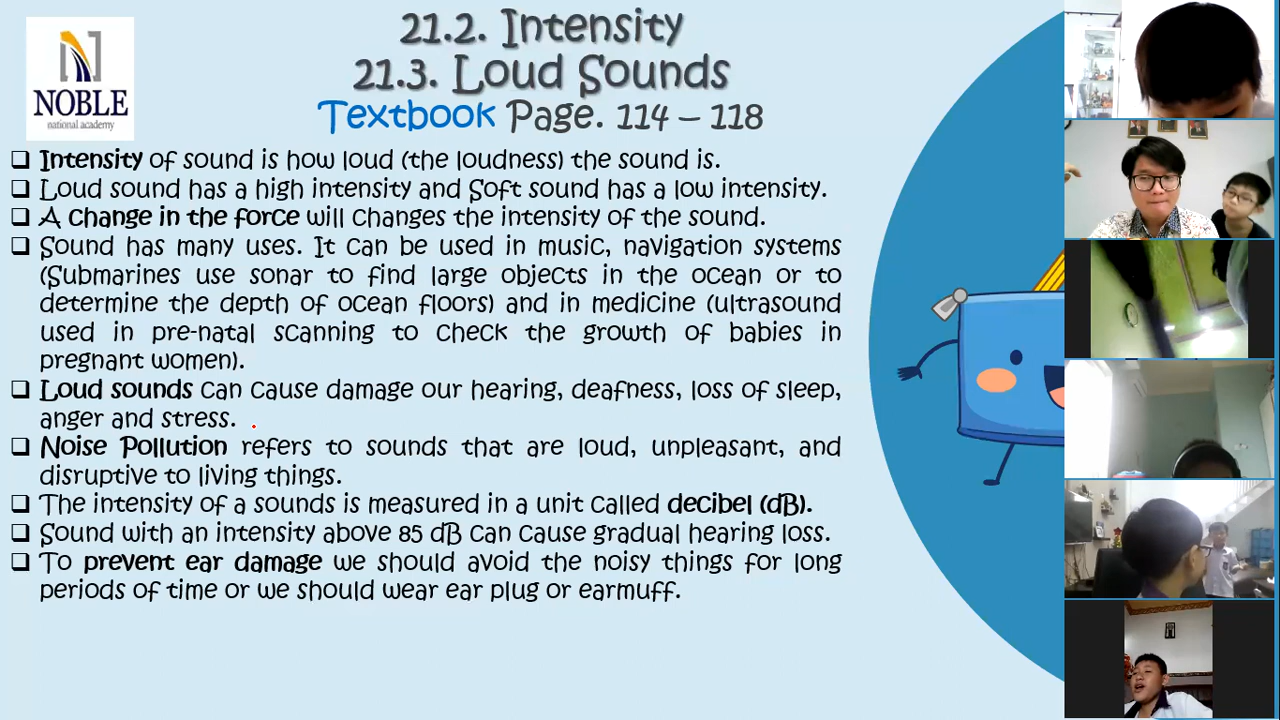 NOBLE
national academy
21.2. Intensity
21.3. Loud Sounds
Textbook Page. 114 – 118
❑ Intensity of sound is how loud (the loudness) the sound is.
❑ Loud sound has a high intensity and Soft sound has a low intensity.
❑ A change in the force will changes the intensity of the sound.
❑ Sound has many uses. It can be used in music, navigation systems
(Submarines use sonar to find large objects in the ocean or to
determine the depth of ocean floors) and in medicine (ultrasound
used in pre-natal scanning to check the growth of babies in
pregnant women).
❑ Loud sounds can cause damage our hearing, deafness, loss of sleep,
anger and stress.
❑ Noise Pollution refers to sounds that are loud, unpleasant, and
disruptive to living things.
❑ The intensity of a sounds is measured in a unit called decibel (dB).
❑ Sound with an intensity above 85 dB can cause gradual hearing loss.
❑ To prevent ear damage we should avoid the noisy things for long
periods of time or we should wear ear plug or earmuff.